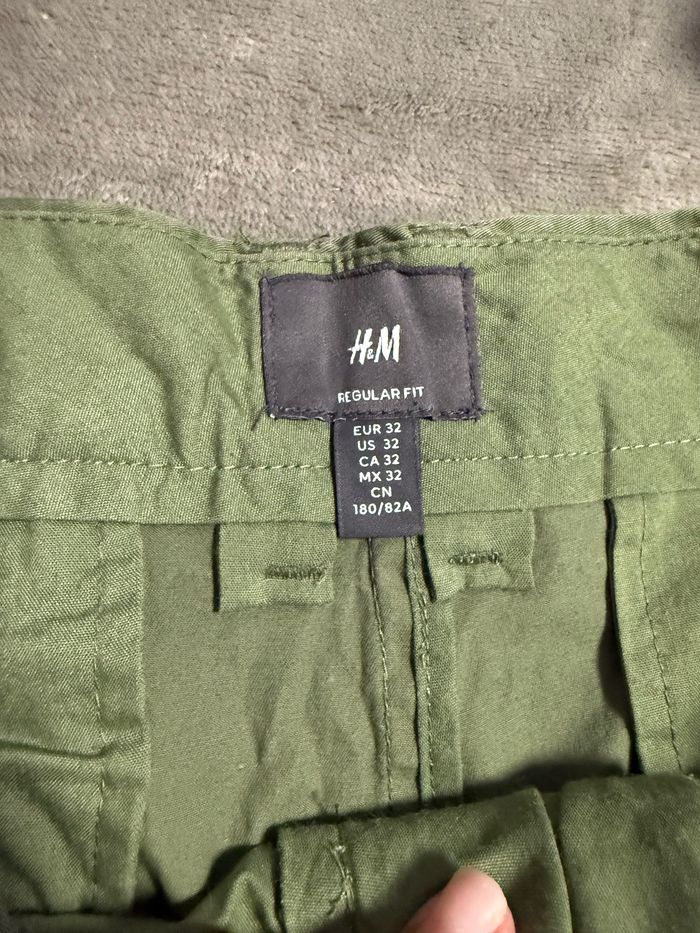 H&M
REGULAR FIT
EUR 32
US 32
CA 32
MX 32
CN
180/82A